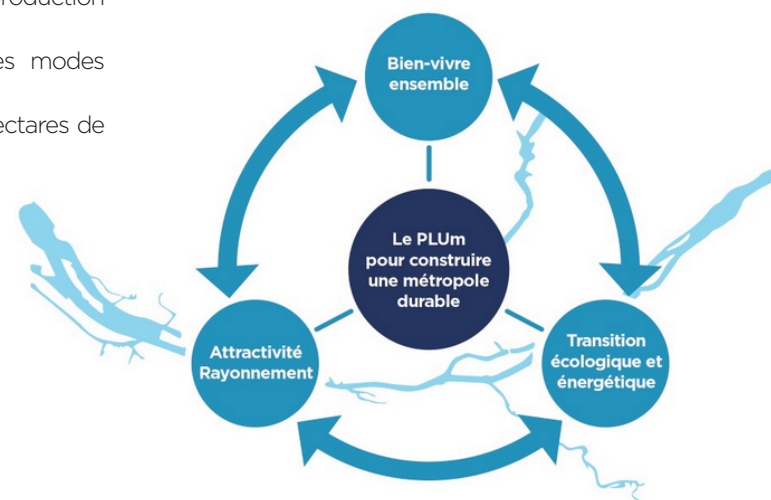 production
es modes
ectares de
Bien-vivre
ensemble
Le PLUm
pour construire
une métropole
durable
Attractivité
Rayonnement
Transition
écologique et
énergétique